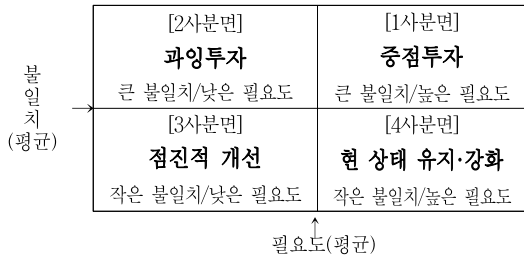 [2사분면]
과잉투자
큰 불일치/낮은 필요도
[1사분면]
중점투자
큰 불일치/높은 필요도
불
일
치
(평균)
[3사분면]
점진적 개선
작은 불일치/낮은 필요도
[4사분면]
현 상태 유지·강화
작은 불일치/높은 필요도
필요도(평균)